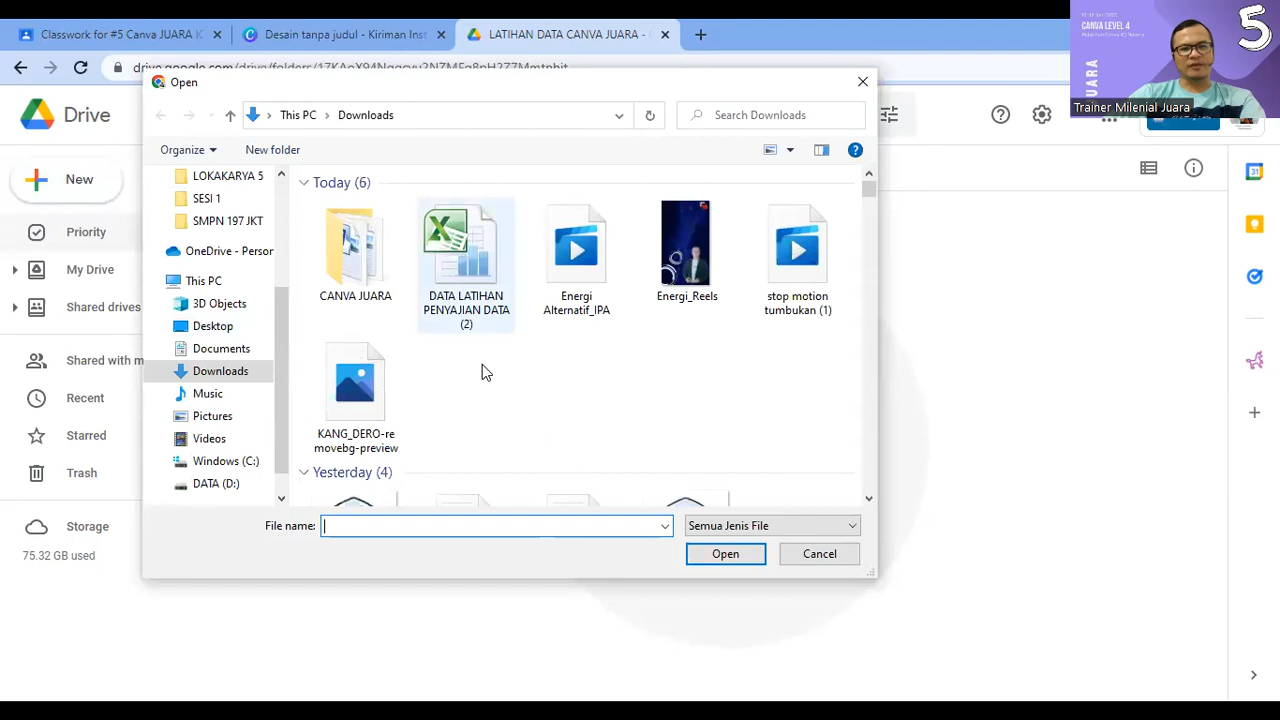 Classwork for #5 Canva JUARA K
Desain tanpa judul - Kirim
LATIHAN DATA CANVA JUARA -
Drive
New
Priority
My Drive
Shared drives
Shared with m
Recent
Starred
Trash
Storage
75.32 GB used
Open
This PC
Downloads
Search Downloads
Organize
New folder
LOKAKARYA 5
SESI 1
SMPN 197 JKT
OneDrive - Person
This PC
3D Objects
Desktop
Documents
Downloads
Music
Pictures
Videos
Windows (C:)
DATA (D:)
Today (6)
CANVA JUARA
DATA LATIHAN
PENYAJIAN DATA
(2)
Energi
Alternatif_IPA
Energi_Reels
stop motion
tumbukan (1)
KANG_DERO-re
movebg-preview
Yesterday (4)
File name:
Semua Jenis File
Open
Cancel
CANVA LEVEL 4
5
Trainer Milenial Juara